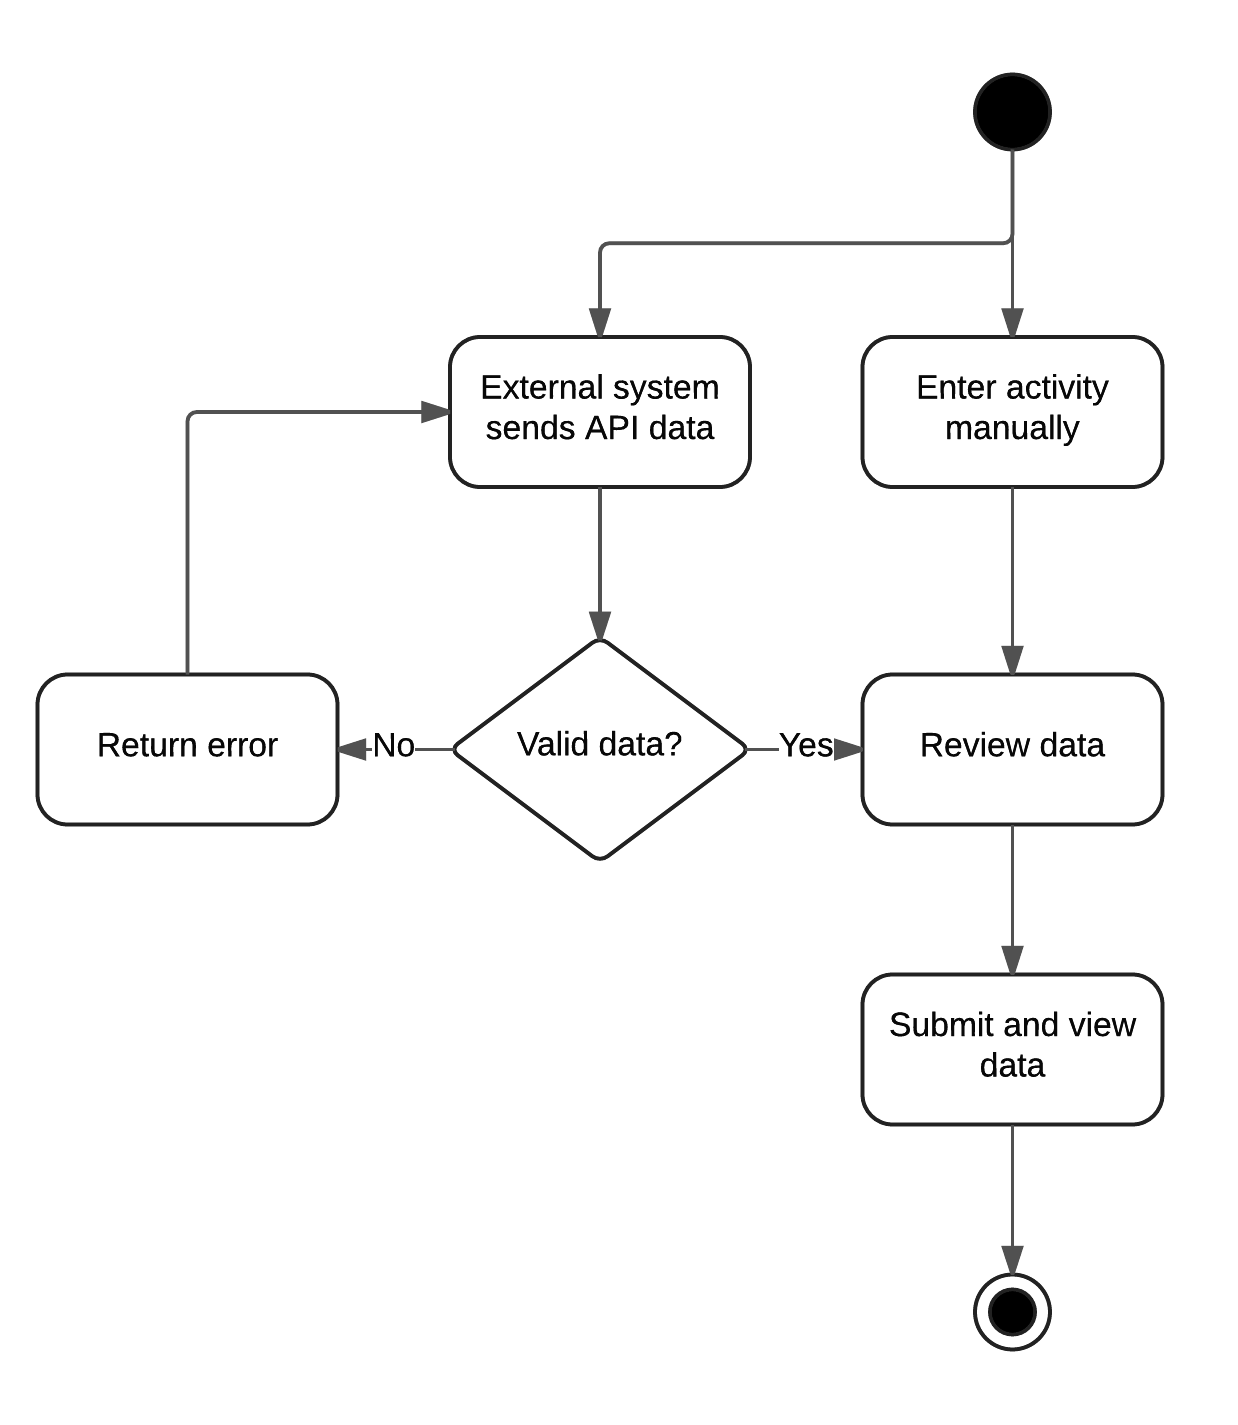 External system
sends API data
Enter activity
manually
Return error
No
Valid data?
Yes
Review data
Submit and view
data